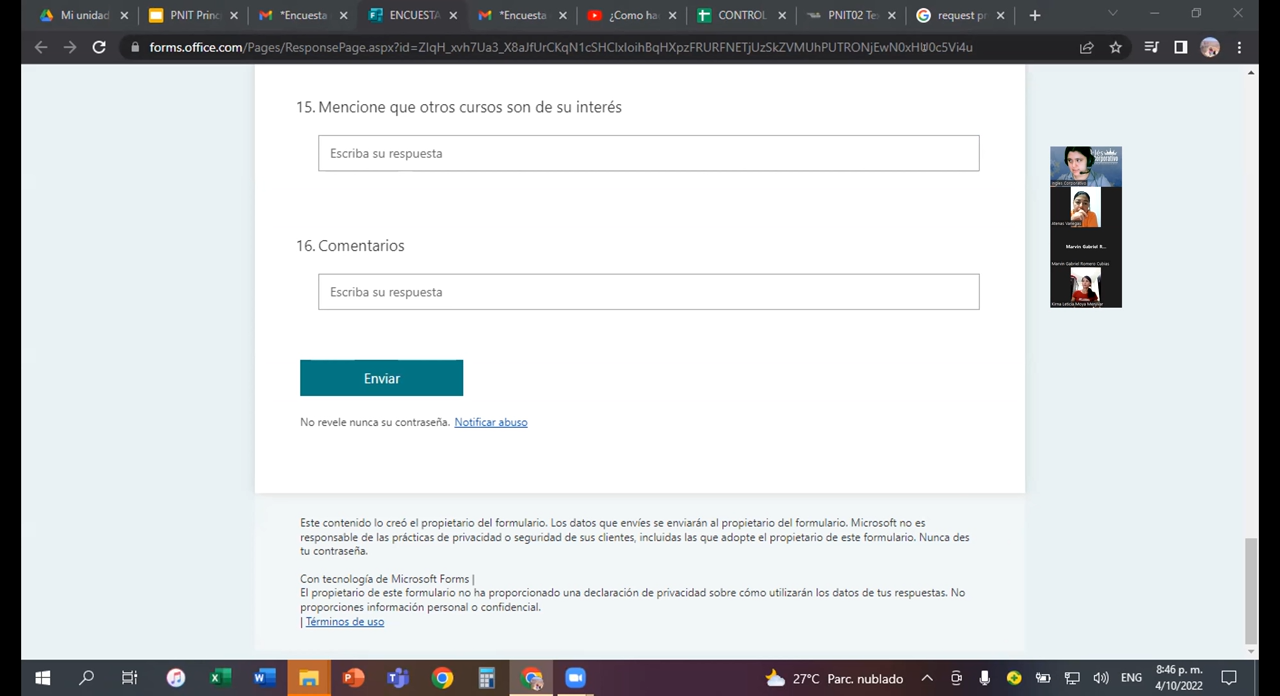 Mi unidad
PNIT Princ
*Encuesta
ENCUESTA
*Encuesta
¿Como ha
CONTROL
PNIT02 Te
request pr
forms.office.com/Pages/ResponsePage.aspx?id=ZIqH_xvh7Ua3_X8aJfUrCKqN1cSHClxIoihBqHXpzFRURFNETjUzSkZVMUhPUTRONjEwN0xHW0c5Vi4u
15. Mencione que otros cursos son de su interés
Escriba su respuesta
16. Comentarios
Escriba su respuesta
Enviar
No revele nunca su contraseña. Notificar abuso
Este contenido lo creó el propietario del formulario. Los datos que envíes se enviarán al propietario del formulario. Microsoft no es
responsable de las prácticas de privacidad o seguridad de sus clientes, incluidas las que adopte el propietario de este formulario. Nunca des
tu contraseña.
Con tecnología de Microsoft Forms |
El propietario de este formulario no ha proporcionado una declaración de privacidad sobre cómo utilizarán los datos de tus respuestas. No
proporciones información personal o confidencial.
| Términos de uso
Ingles Corporativo
Marvin Gabriel R...
Marvin Gabriel Romero Cubias
27°C Parc. nublado
ENG
8:46 p. m.
4/10/2022